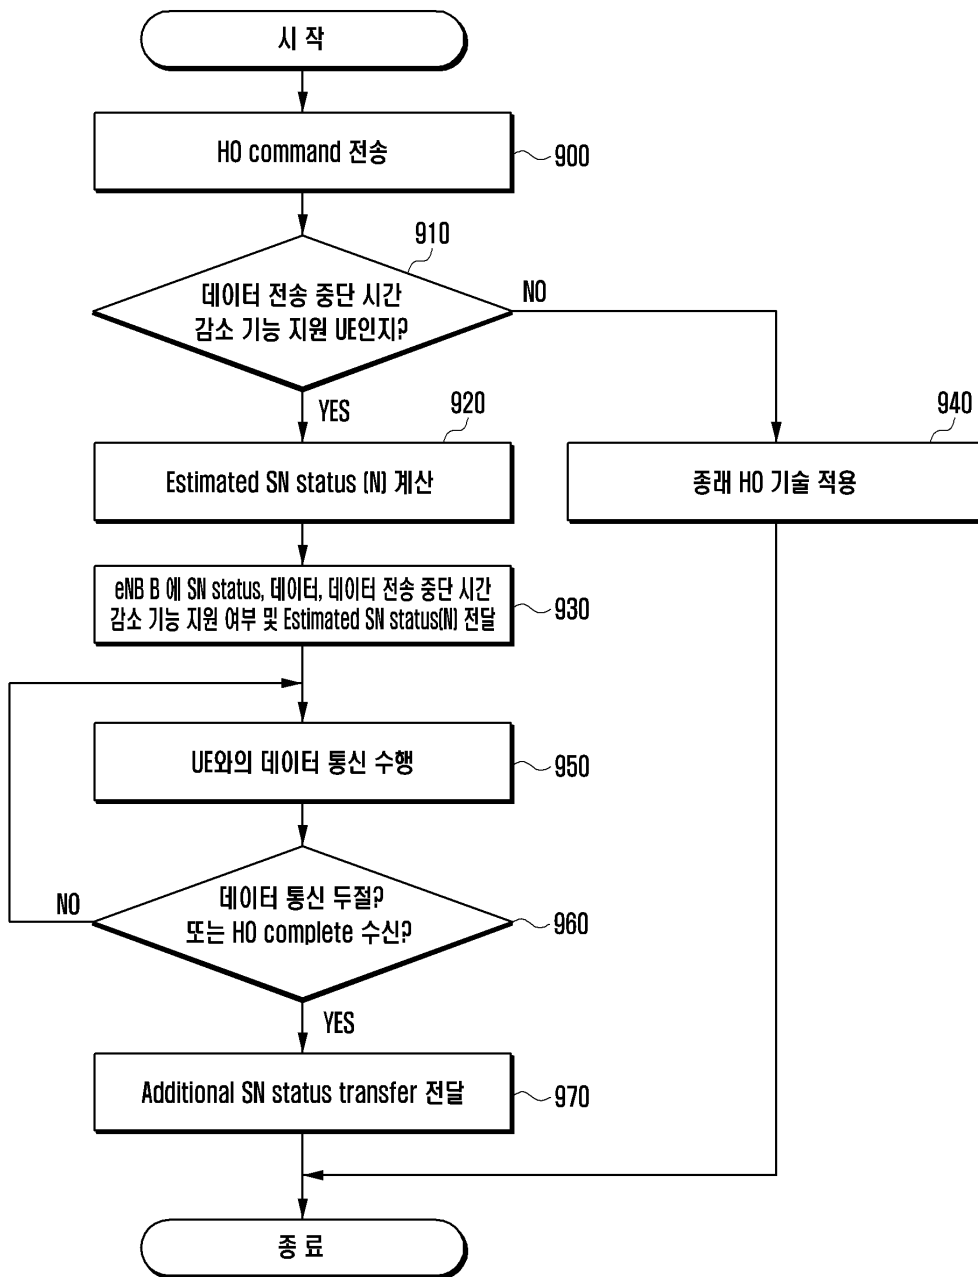 시 작
HO command 전송
900
910
데이터 전송 중단 시간
감소 기능 지원 UE인지?
NO
YES
920
940
Estimated SN status (N) 계산
종래 HO 기술 적용
eNB B 에 SN status, 데이터, 데이터 전송 중단 시간
감소 기능 지원 여부 및 Estimated SN status(N) 전달
930
UE와의 데이터 통신 수행
950
데이터 통신 두절?
또는 HO complete 수신?
NO
960
YES
Additional SN status transfer 전달
970
종 료